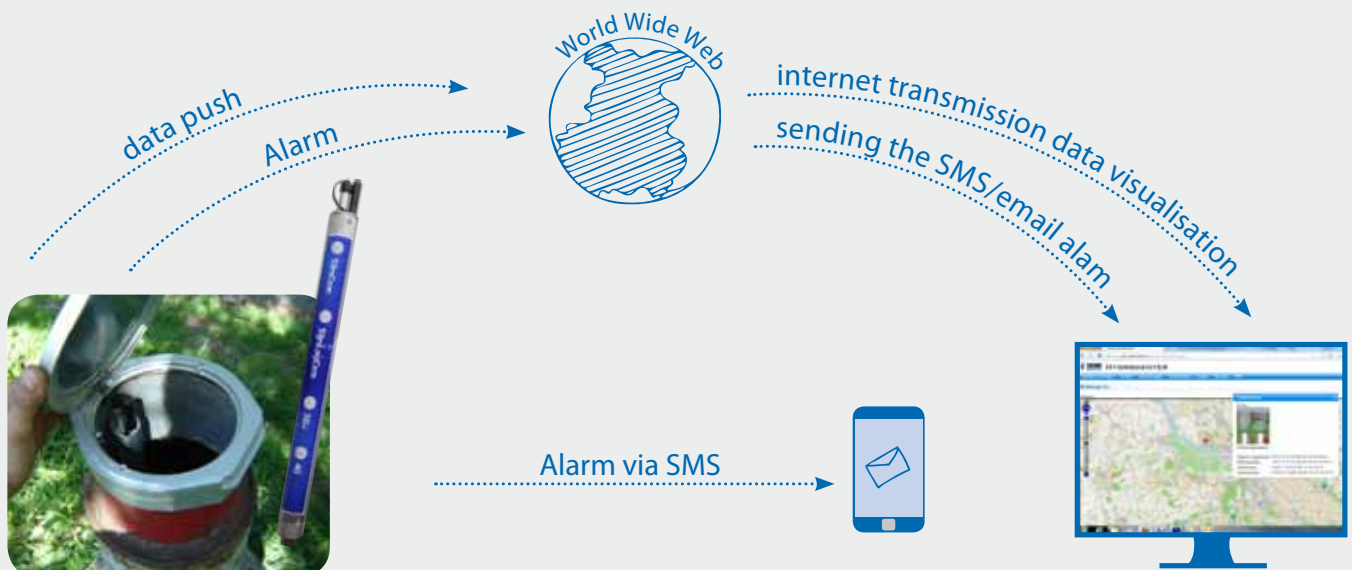 World Wide Web
data push
Alarm
internet transmission data visualisation
sending the SMS/email alam
Alarm via SMS